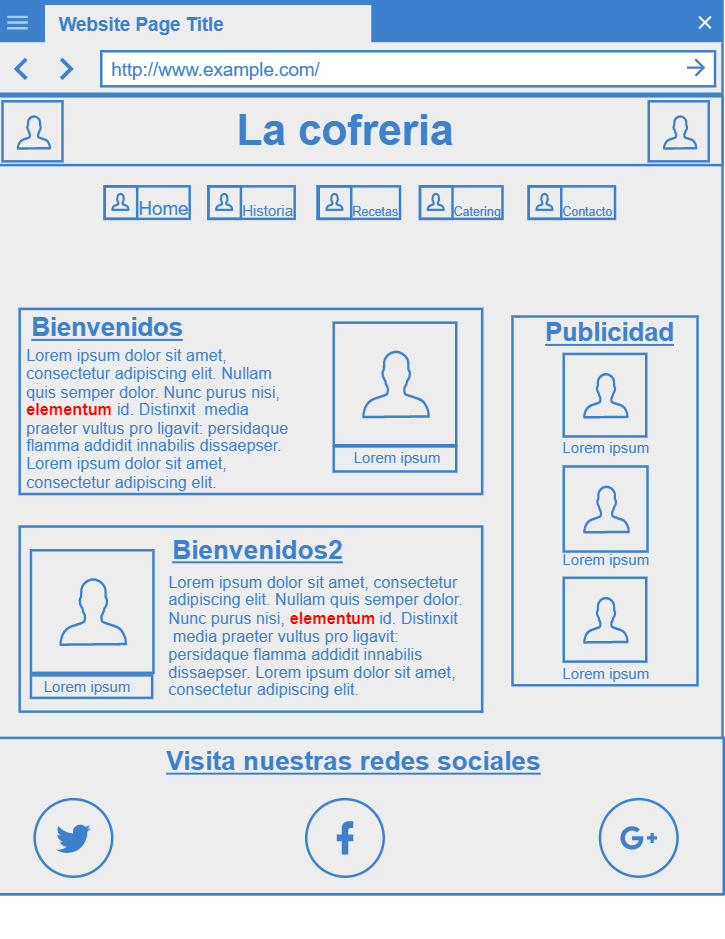 Website Page Title
http://www.example.com/
La cofreria
Home Historia Recetas Catering Contacto
Bienvenidos
Lorem ipsum dolor sit amet,
consectetur adipiscing elit. Nullam
quis semper dolor. Nunc purus nisi,
elementum id. Distinxit media
praeter vultus pro ligavit: persidaque
flamma addidit innabilis dissaepser.
Lorem ipsum dolor sit amet,
consectetur adipiscing elit.
Lorem ipsum
Publicidad
Lorem ipsum
Lorem ipsum
Lorem ipsum
Bienvenidos2
Lorem ipsum dolor sit amet, consectetur
adipiscing elit. Nullam quis semper dolor.
Nunc purus nisi, elementum id. Distinxit
media praeter vultus pro ligavit:
persidaque flamma addidit innabilis
dissaepser. Lorem ipsum dolor sit amet,
consectetur adipiscing elit.
Lorem ipsum
Visita nuestras redes sociales
f
G+